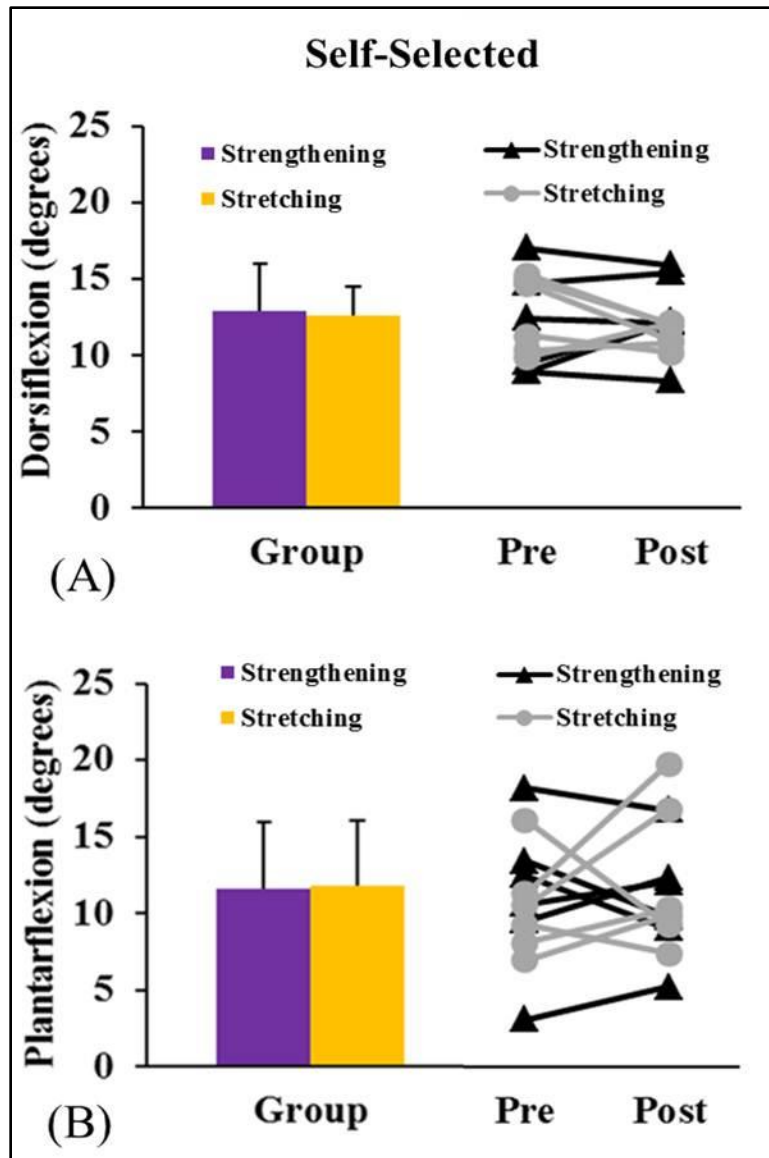 Self-Selected
Dorsiflexion (degrees)
25
20
15
10
5
0
Strengthening
Stretching
Strengthening
Stretching
Group
Pre
Post
(A)
Plantarflexion (degrees)
25
20
15
10
5
0
Strengthening
Stretching
Strengthening
Stretching
Group
Pre
Post
(B)